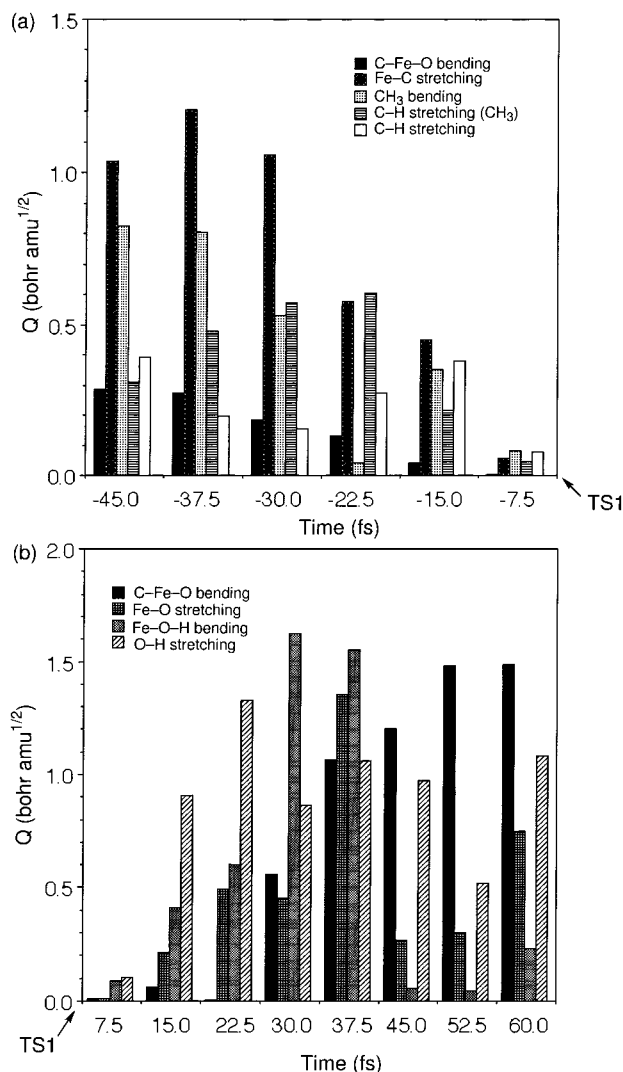 (a)
1.5
1.0
0.5
0.0
Q (bohr amu1/2)
C–Fe–O bending
Fe–C stretching
CH3 bending
C–H stretching (CH3)
C–H stretching
-45.0 -37.5 -30.0 -22.5 -15.0 -7.5
TS1
Time (fs)
(b)
2.0
1.5
1.0
0.5
0.0
Q (bohr amu1/2)
C–Fe–O bending
Fe–O stretching
Fe–O–H bending
O–H stretching
7.5 15.0 22.5 30.0 37.5 45.0 52.5 60.0
TS1
Time (fs)